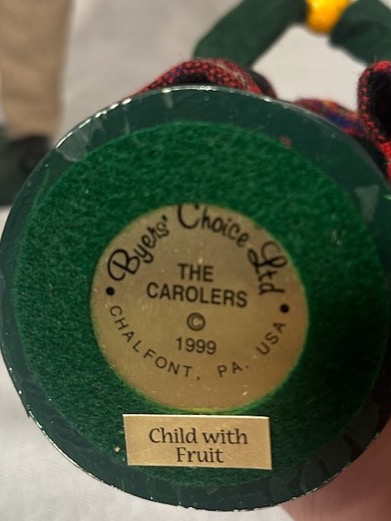 Byers' Choice Ltd
THE
CAROLERS
©
1999
• CHALFONT, PA. USA •
Child with
Fruit